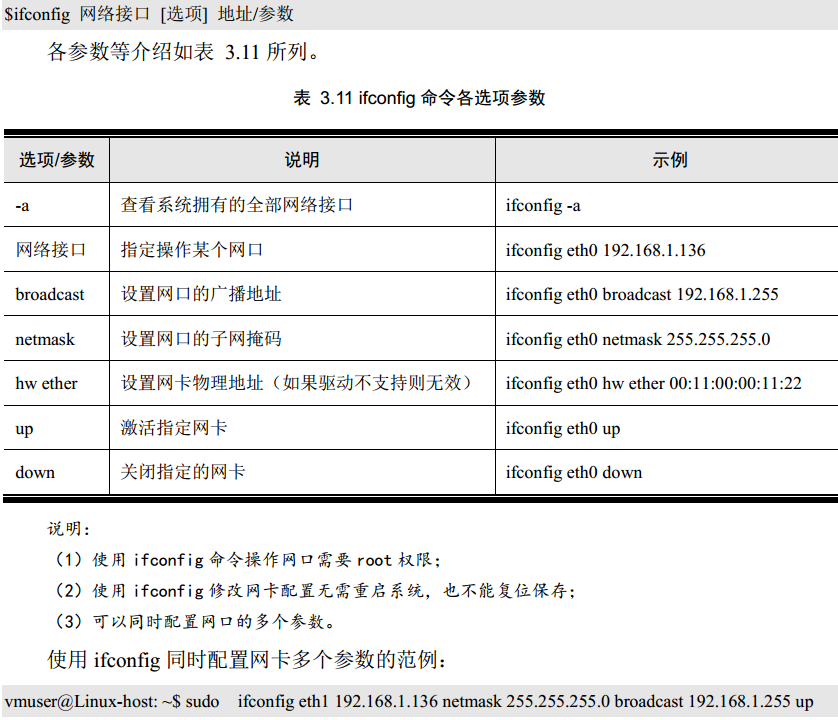 $ifconfig 网络接口 [选项] 地址/参数
各参数等介绍如表 3.11 所列。
表 3.11 ifconfig 命令各选项参数
选项/参数 说明 示例
-a 查看系统拥有的全部网络接口 ifconfig -a
网络接口 指定操作某个网口 ifconfig eth0 192.168.1.136
broadcast 设置网口的广播地址 ifconfig eth0 broadcast 192.168.1.255
netmask 设置网口的子网掩码 ifconfig eth0 netmask 255.255.255.0
hw ether 设置网卡物理地址（如果驱动不支持则无效） ifconfig eth0 hw ether 00:11:00:00:11:22
up 激活指定网卡 ifconfig eth0 up
down 关闭指定的网卡 ifconfig eth0 down
说明：
（1）使用 ifconfig 命令操作网口需要 root 权限；
（2）使用 ifconfig 修改网卡配置无需重启系统，也不能复位保存；
（3）可以同时配置网口的多个参数。
使用 ifconfig 同时配置网卡多个参数的范例：
vmuser@Linux-host: ~$ sudo ifconfig eth1 192.168.1.136 netmask 255.255.255.0 broadcast 192.168.1.255 up